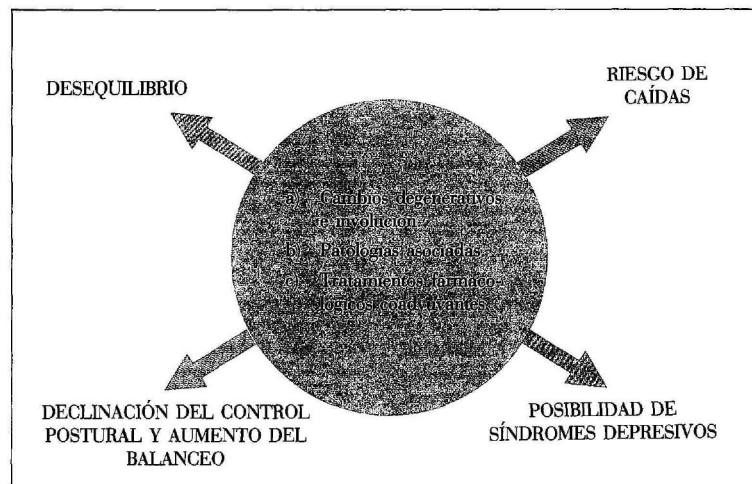 DESEQUILIBRIO
RIESGO DE
CAÍDAS
a) Cambios degenerativos
e involución.
b) Patologías asociadas
c) Tratamientos farmaco-
lógicos coadyuvantes
DECLINACIÓN DEL CONTROL
POSTURAL Y AUMENTO DEL
BALANCEO
POSIBILIDAD DE
SÍNDROMES DEPRESIVOS